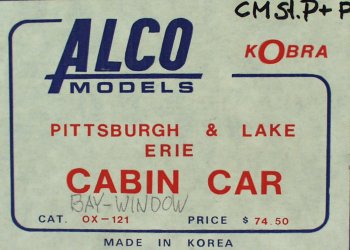 CM Sl. P + P
ALCO
MODELS
KOBRA
PITTSBURGH & LAKE
ERIE
CABIN CAR
BAY-WINDOW
CAT. OX-121 PRICE $ 74.50
MADE IN KOREA